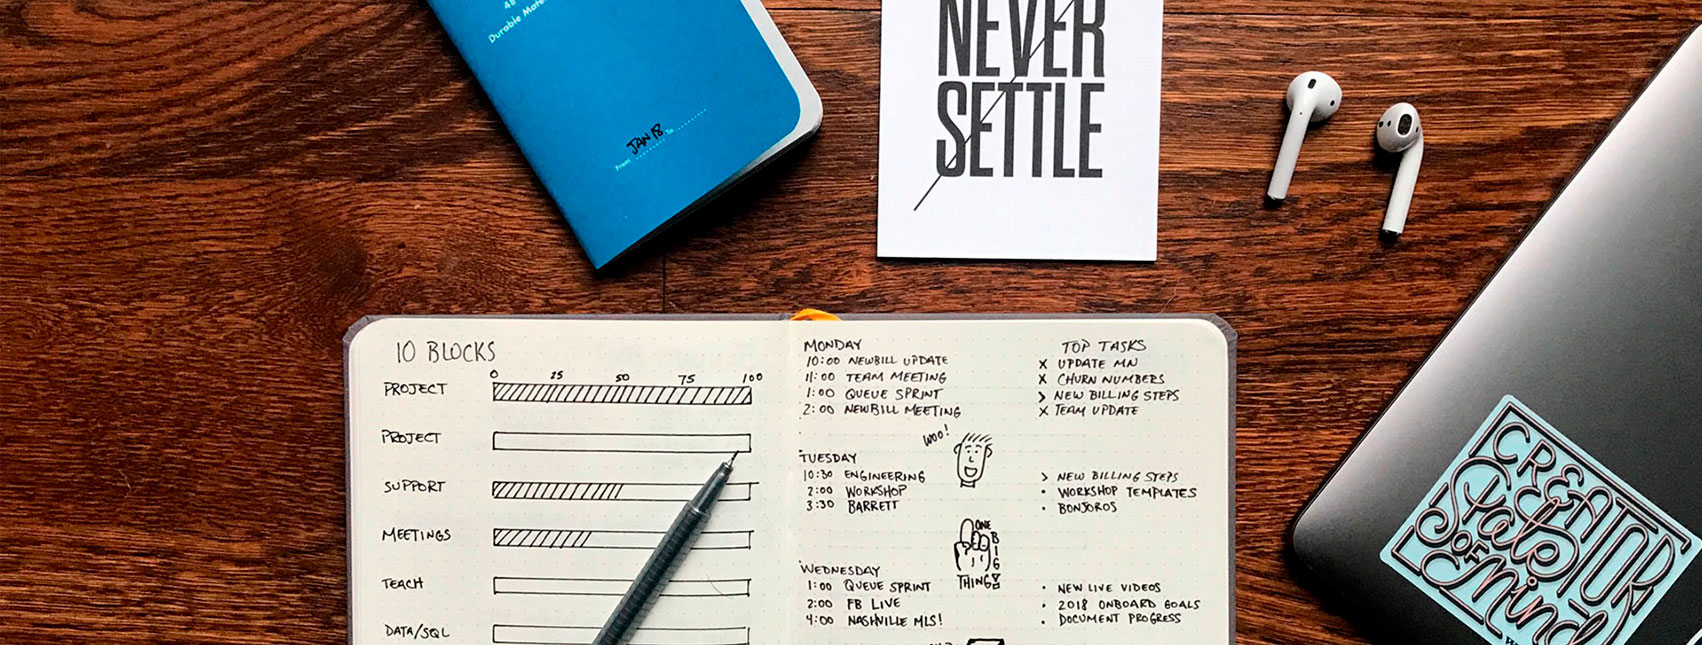 48
Durable Mate
From JAN 18 To
NEVER
SETTLE
10 BLOCKS
0 25 50 75 100
PROJECT
PROJECT
SUPPORT
MEETINGS
TEACH
DATA/SQL
MONDAY
10:00 NEWBILL UPDATE
11:00 TEAM MEETING
1:00 QUEUE SPRINT
2:00 NEWBILL MEETING
TOP TASKS
X UPDATE MN
X CHURN NUMBERS
> NEW BILLING STEPS
X TEAM UPDATE
WOO!
TUESDAY
10:30 ENGINEERING
2:00 WORKSHOP
3:30 BARRETT
> NEW BILLING STEPS
• WORKSHOP TEMPLATES
• BONJOROS
ONE
BIG
THING
WEDNESDAY
1:00 QUEUE SPRINT
2:00 FB LIVE
4:00 NASHVILLE MLS!
• NEW LIVE VIDEOS
• 2018 ONBOARD GOALS
• DOCUMENT PROGRESS
CREATOR
State
OF
Mind